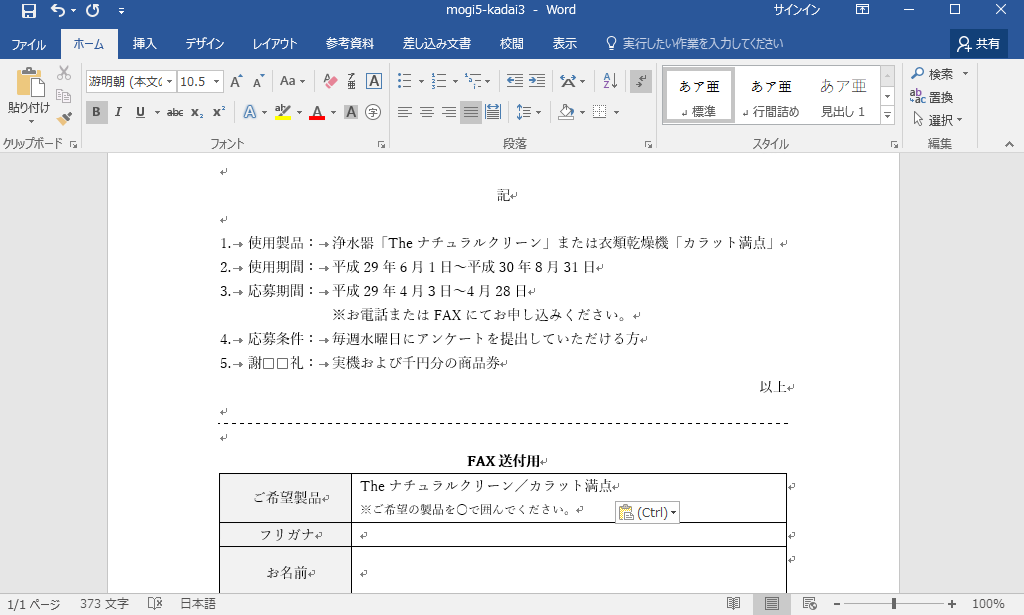 mogi5-kadai3 - Word
サインイン
ファイル ホーム 挿入 デザイン レイアウト 参考資料 差し込み文書 校閲 表示 実行したい作業を入力してください 共有
貼り付け
游明朝 (本文(
10.5
Aa
B I U abc x₂ x²
あア亜 あア亜 あア亜
標準 行間詰め 見出し 1
検索
置換
選択
クリップボード フォント 段落 スタイル 編集
記
1.→ 使用製品：→浄水器「The ナチュラルクリーン」または衣類乾燥機「カラット満点」
2.→ 使用期間：→平成 29 年 6 月 1 日～平成 30 年 8 月 31 日
3.→ 応募期間：→平成 29 年 4 月 3 日～4 月 28 日
※お電話または FAX にてお申し込みください。
4.→ 応募条件：→毎週水曜日にアンケートを提出していただける方
5.→ 謝□□礼：→実機および千円分の商品券
以上
FAX 送付用
ご希望製品
The ナチュラルクリーン／カラット満点
※ご希望の製品を〇で囲んでください。
(Ctrl)
フリガナ
お名前
1/1 ページ 373 文字 日本語 100%